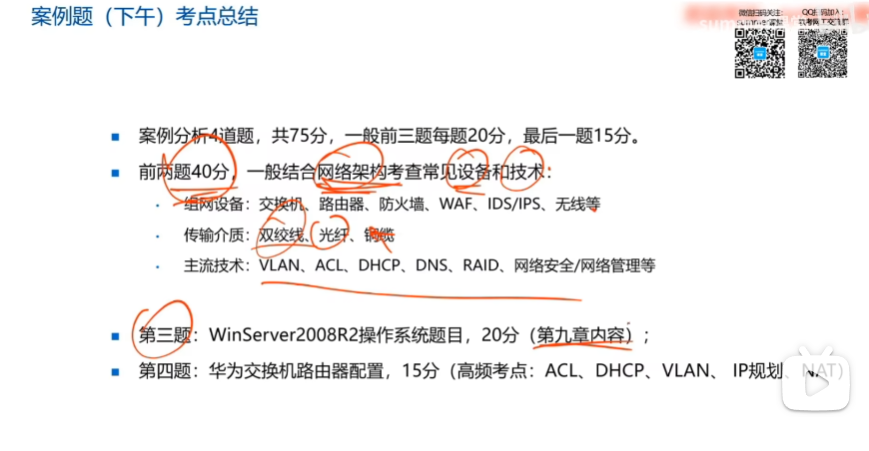 案例题（下午）考点总结
微信扫码关注：
QQ扫码加入：
案例分析4道题，共75分，一般前三题每题20分，最后一题15分。
前两题40分，一般结合网络架构考查常见设备和技术：
组网设备：交换机、路由器、防火墙、WAF、IDS/IPS、无线等
传输介质：双绞线、光纤、铜缆
主流技术：VLAN、ACL、DHCP、DNS、RAID、网络安全/网络管理等
第三题：WinServer2008R2操作系统题目，20分（第九章内容）；
第四题：华为交换机路由器配置，15分（高频考点：ACL、DHCP、VLAN、 IP规划、NAT）